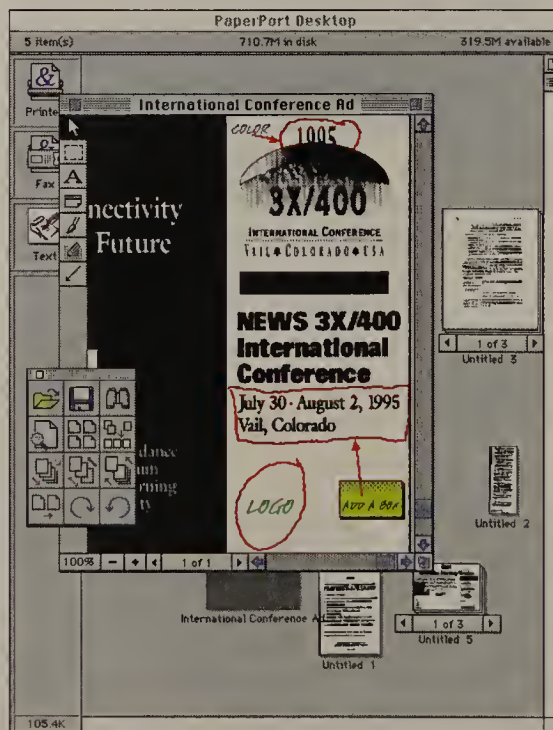 PaperPort Desktop
5 item(s) 710.7M in disk 319.5M available
&
Printe
Fax
Text
International Conference Ad
A
nectivity
Future
COLOR
1995
3X/400
INTERNATIONAL CONFERENCE
VAIL COLORADO USA
NEWS 3X/400
International
Conference
July 30 · August 2, 1995
Vail, Colorado
LOGO
ADD A BOX
dance
um
rning
ty
100%
1 of 1
1 of 3
Untitled 3
Untitled 2
International Conference Ad
Untitled 1
1 of 3
Untitled 5
105.4K